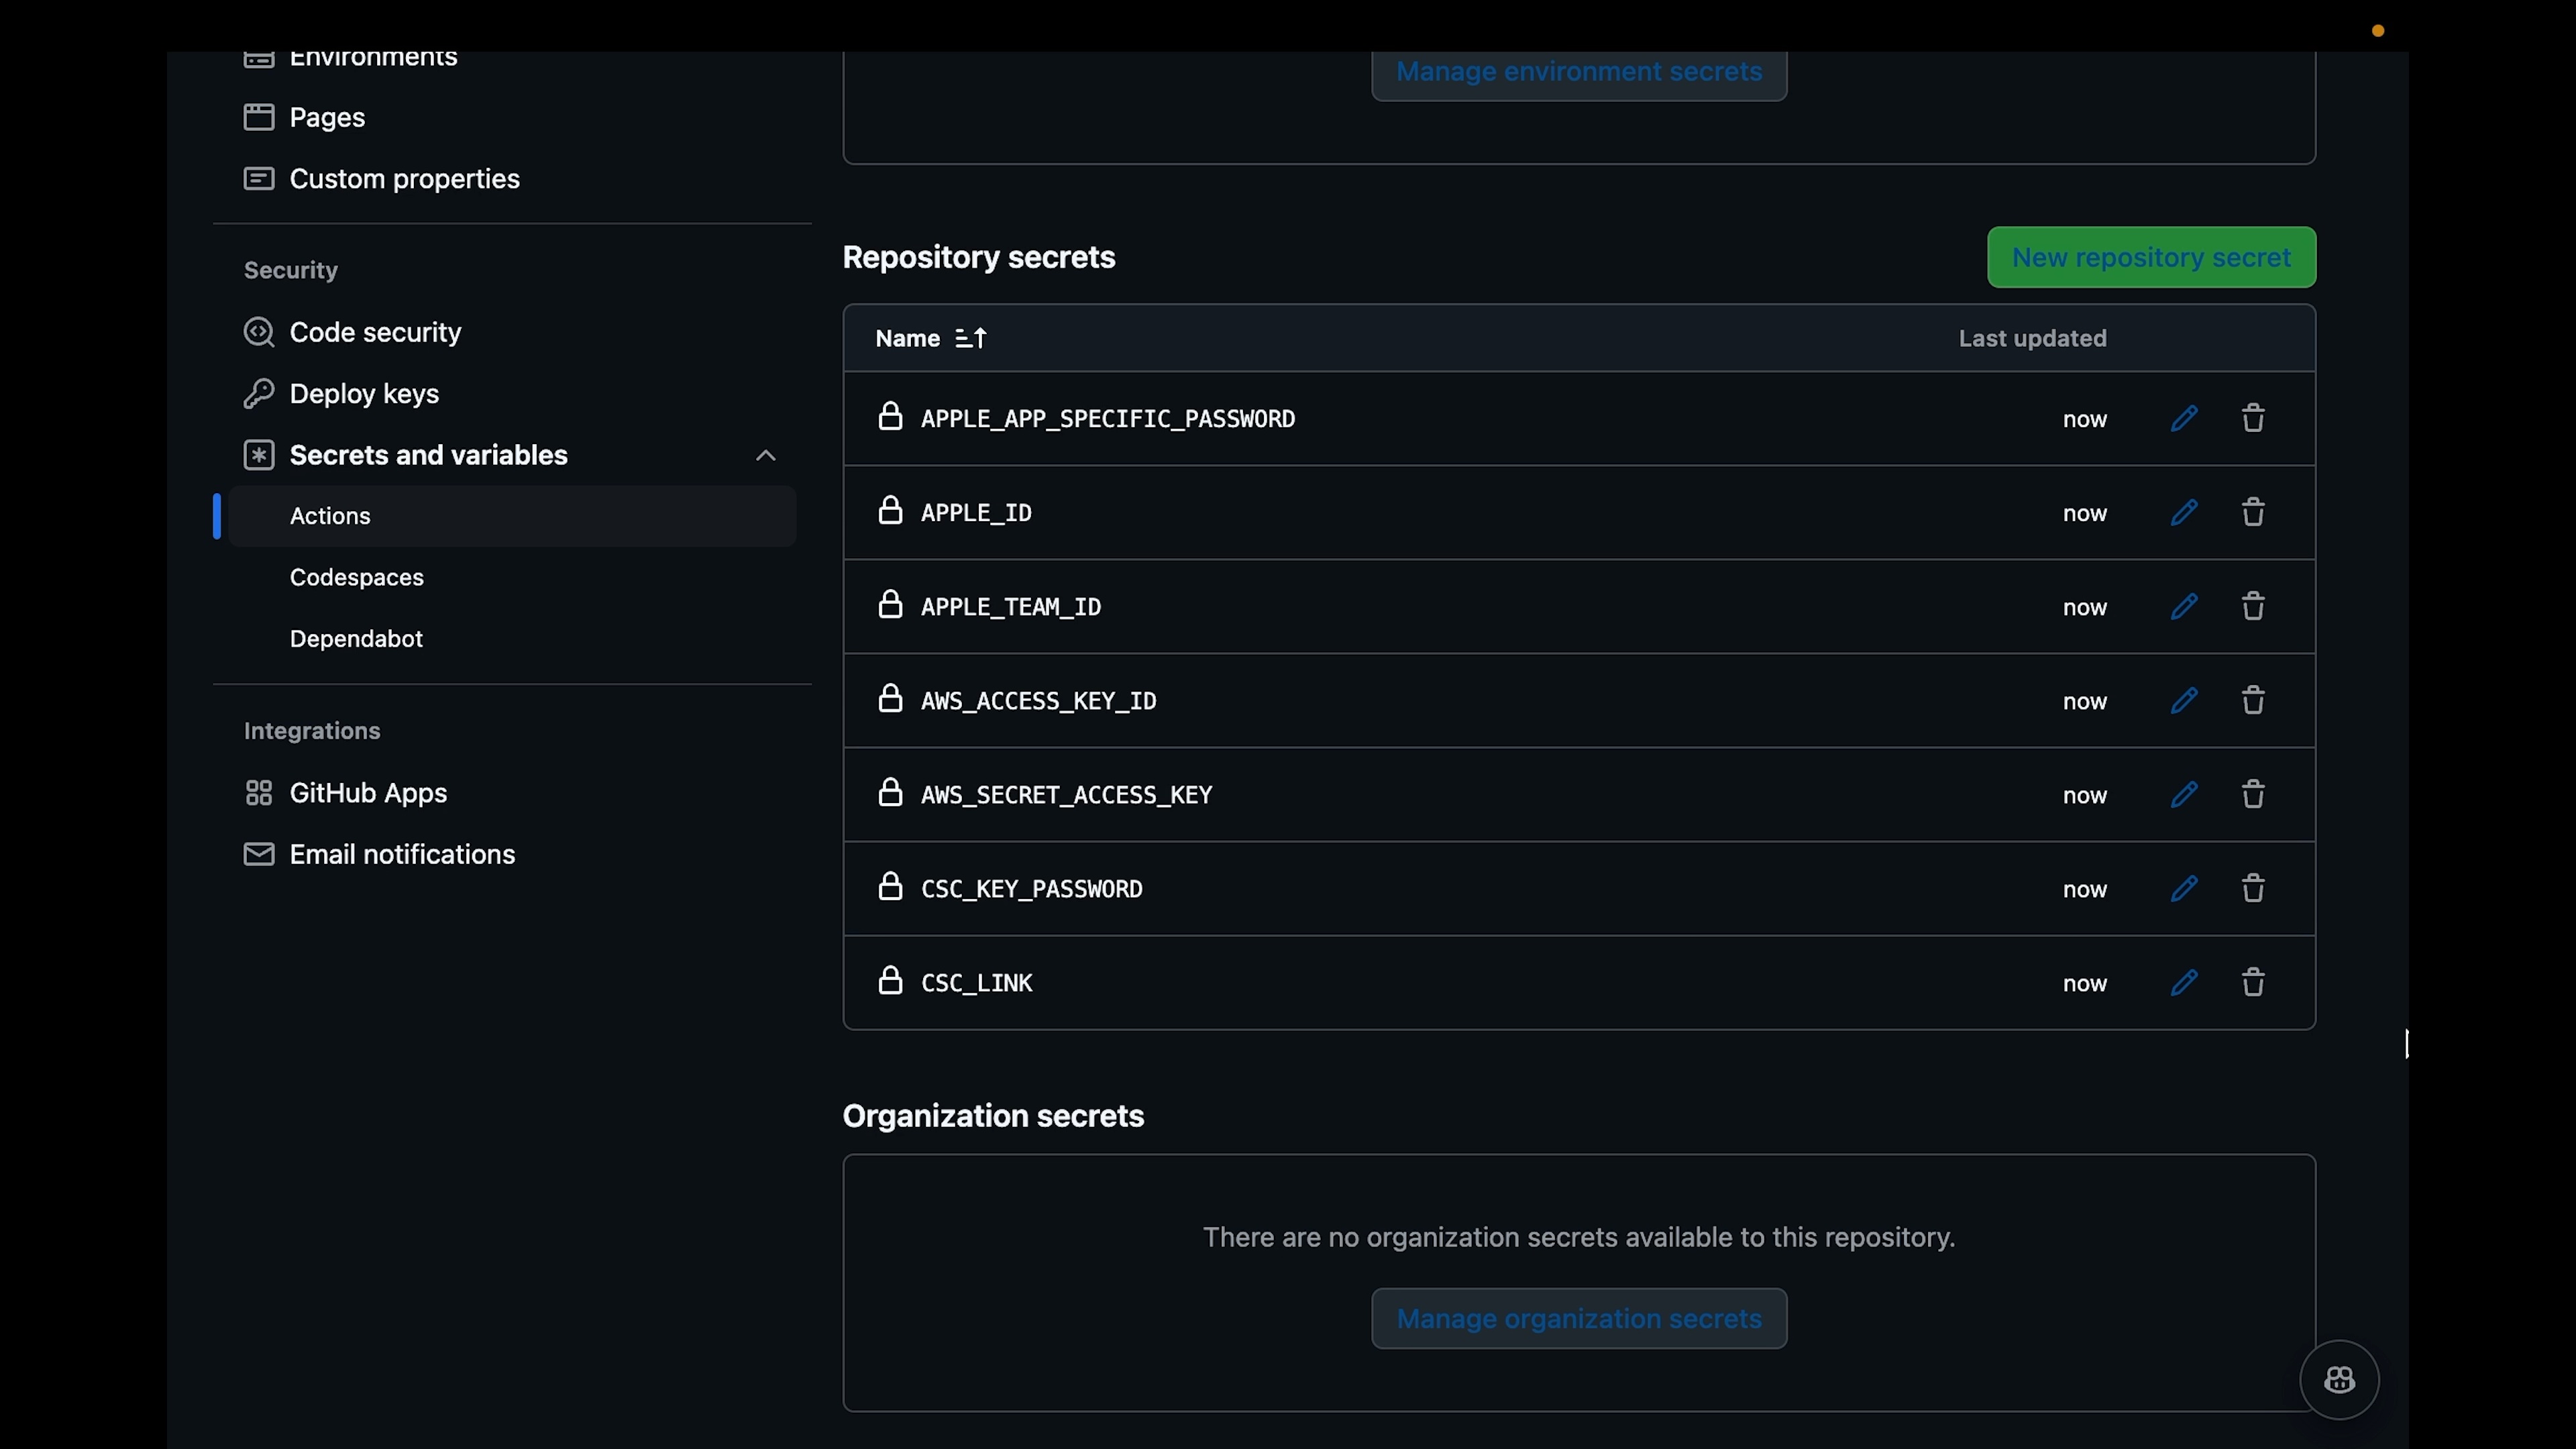 Environments
Pages
Custom properties
Security
Code security
Deploy keys
Secrets and variables
Actions
Codespaces
Dependabot
Integrations
GitHub Apps
Email notifications
Manage environment secrets
Repository secrets
New repository secret
Name Last updated
APPLE_APP_SPECIFIC_PASSWORD now
APPLE_ID now
APPLE_TEAM_ID now
AWS_ACCESS_KEY_ID now
AWS_SECRET_ACCESS_KEY now
CSC_KEY_PASSWORD now
CSC_LINK now
Organization secrets
There are no organization secrets available to this repository.
Manage organization secrets